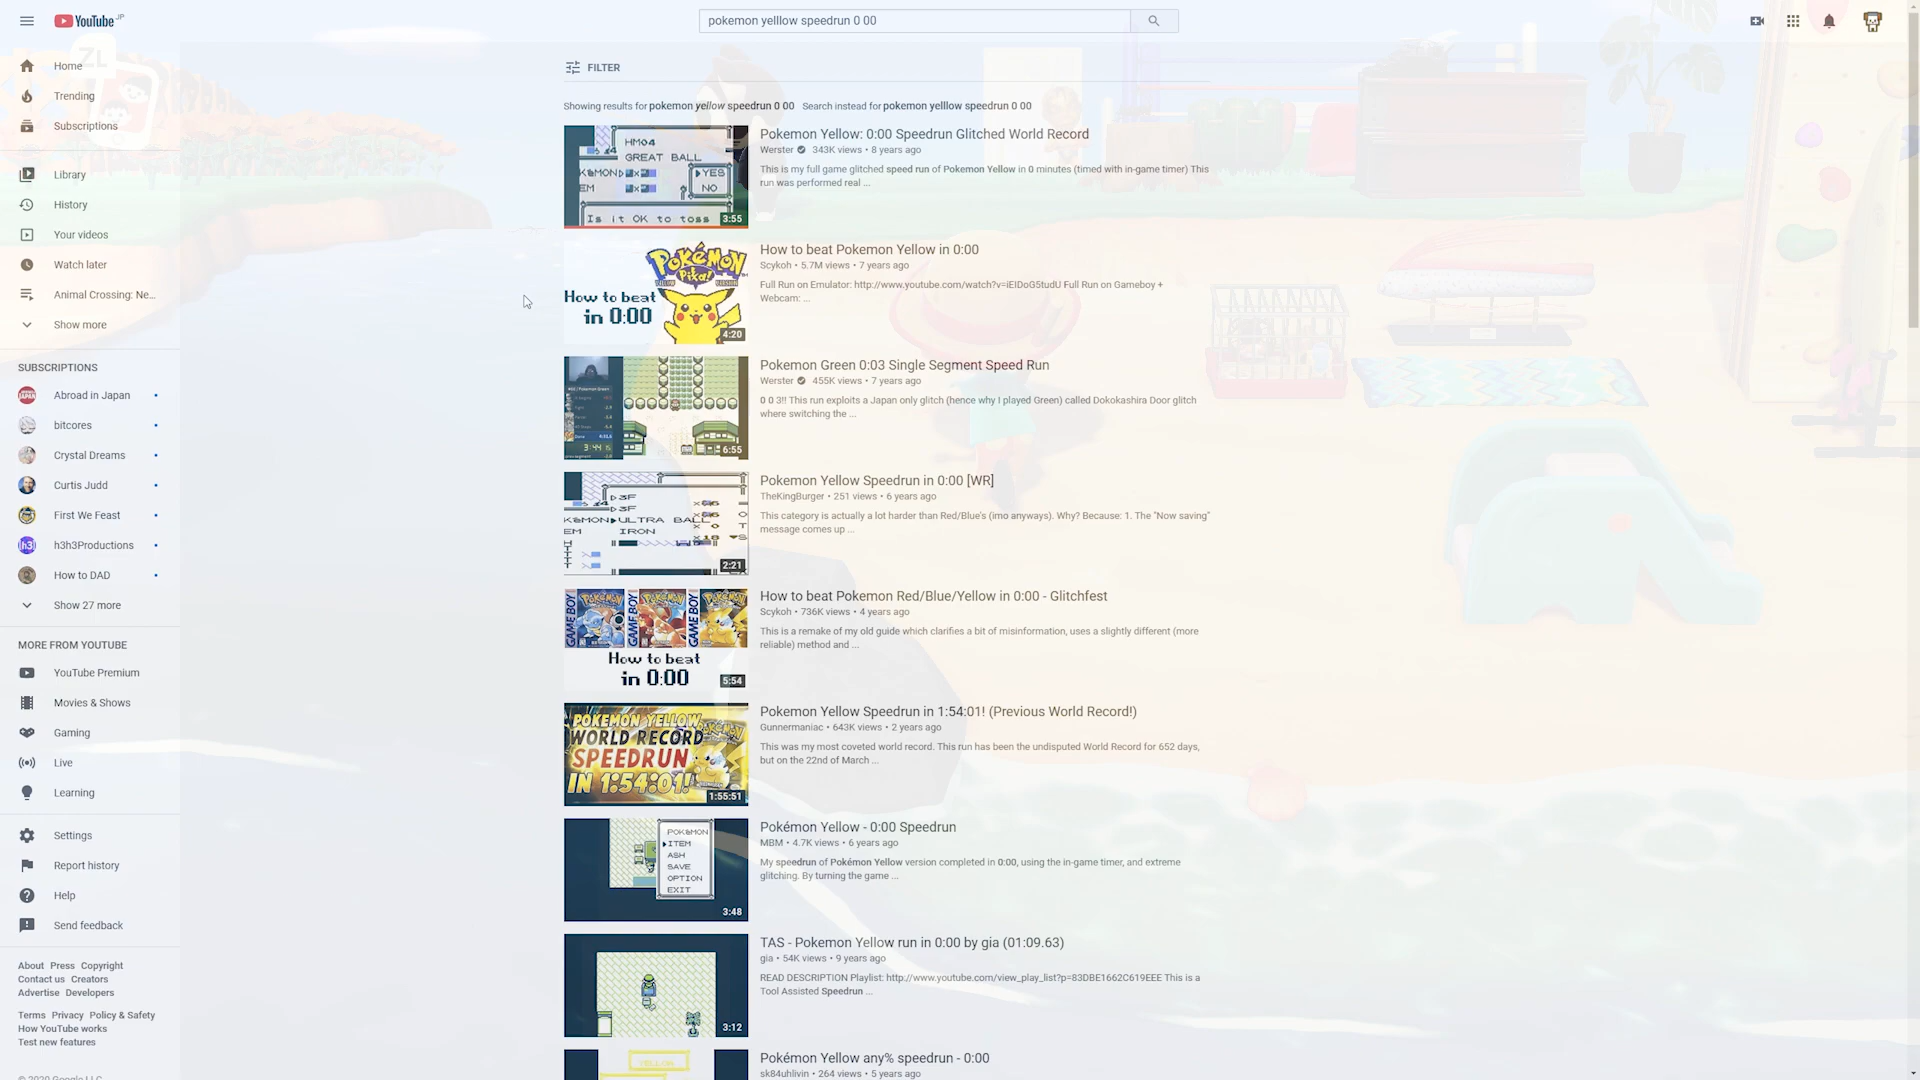 YouTube JP
pokemon yelllow speedrun 0 00
ZL
Home
Trending
Subscriptions
Library
History
Your videos
Watch later
Animal Crossing: Ne...
Show more
SUBSCRIPTIONS
Abroad in Japan
bitcores
Crystal Dreams
Curtis Judd
First We Feast
h3h3Productions
How to DAD
Show 27 more
MORE FROM YOUTUBE
YouTube Premium
Movies & Shows
Gaming
Live
Learning
Settings
Report history
Help
Send feedback
About Press Copyright
Contact us Creators
Advertise Developers
Terms Privacy Policy & Safety
How YouTube works
Test new features
© 2020 Google LLC
FILTER
Showing results for pokemon yellow speedrun 0 00 Search instead for pokemon yelllow speedrun 0 00
HM04
GREAT BALL
YES
NO
Is it OK to toss
3:55
Pokemon Yellow: 0:00 Speedrun Glitched World Record
Werster 343K views • 8 years ago
This is my full game glitched speed run of Pokemon Yellow in 0 minutes (timed with in-game timer) This
run was performed real ...
POKéMON
How to beat
in 0:00
4:20
How to beat Pokemon Yellow in 0:00
Scykoh • 5.7M views • 7 years ago
Full Run on Emulator: http://www.youtube.com/watch?v=iEIDoG5tudU Full Run on Gameboy +
Webcam: ...
6:55
Pokemon Green 0:03 Single Segment Speed Run
Werster 455K views • 7 years ago
0 0 3!! This run exploits a Japan only glitch (hence why I played Green) called Dokokashira Door glitch
where switching the ...
3F
3F
ULTRA BALL
IRON
2:21
Pokemon Yellow Speedrun in 0:00 [WR]
TheKingBurger • 251 views • 6 years ago
This category is actually a lot harder than Red/Blue's (imo anyways). Why? Because: 1. The "Now saving"
message comes up ...
GAME BOY GAME BOY GAME BOY
How to beat
in 0:00
5:54
How to beat Pokemon Red/Blue/Yellow in 0:00 - Glitchfest
Scykoh • 736K views • 4 years ago
This is a remake of my old guide which clarifies a bit of misinformation, uses a slightly different (more
reliable) method and ...
POKEMON YELLOW
WORLD RECORD
SPEEDRUN
IN 1:54:01!
1:55:51
Pokemon Yellow Speedrun in 1:54:01! (Previous World Record!)
Gunnermaniac • 643K views • 2 years ago
This was my most coveted world record. This run has been the undisputed World Record for 652 days,
but on the 22nd of March ...
POKéMON
ITEM
ASH
SAVE
OPTION
EXIT
3:48
Pokémon Yellow - 0:00 Speedrun
MBM • 4.7K views • 6 years ago
My speedrun of Pokémon Yellow version completed in 0:00, using the in-game timer, and extreme
glitching. By turning the game ...
3:12
TAS - Pokemon Yellow run in 0:00 by gia (01:09.63)
gia • 54K views • 9 years ago
READ DESCRIPTION Playlist: http://www.youtube.com/view_play_list?p=83DBE1662C619EEE This is a
Tool Assisted Speedrun ...
YELLOW
Pokémon Yellow any% speedrun - 0:00
sk84uhlivin • 264 views • 5 years ago